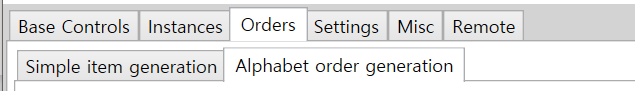 Base Controls Instances Orders Settings Misc Remote
Simple item generation Alphabet order generation